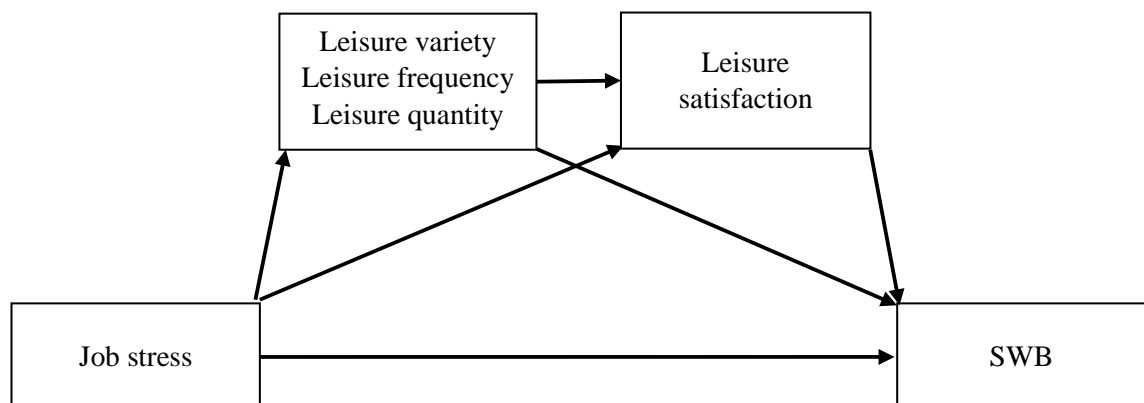 Leisure variety
Leisure frequency
Leisure quantity
Leisure
satisfaction
Job stress
SWB